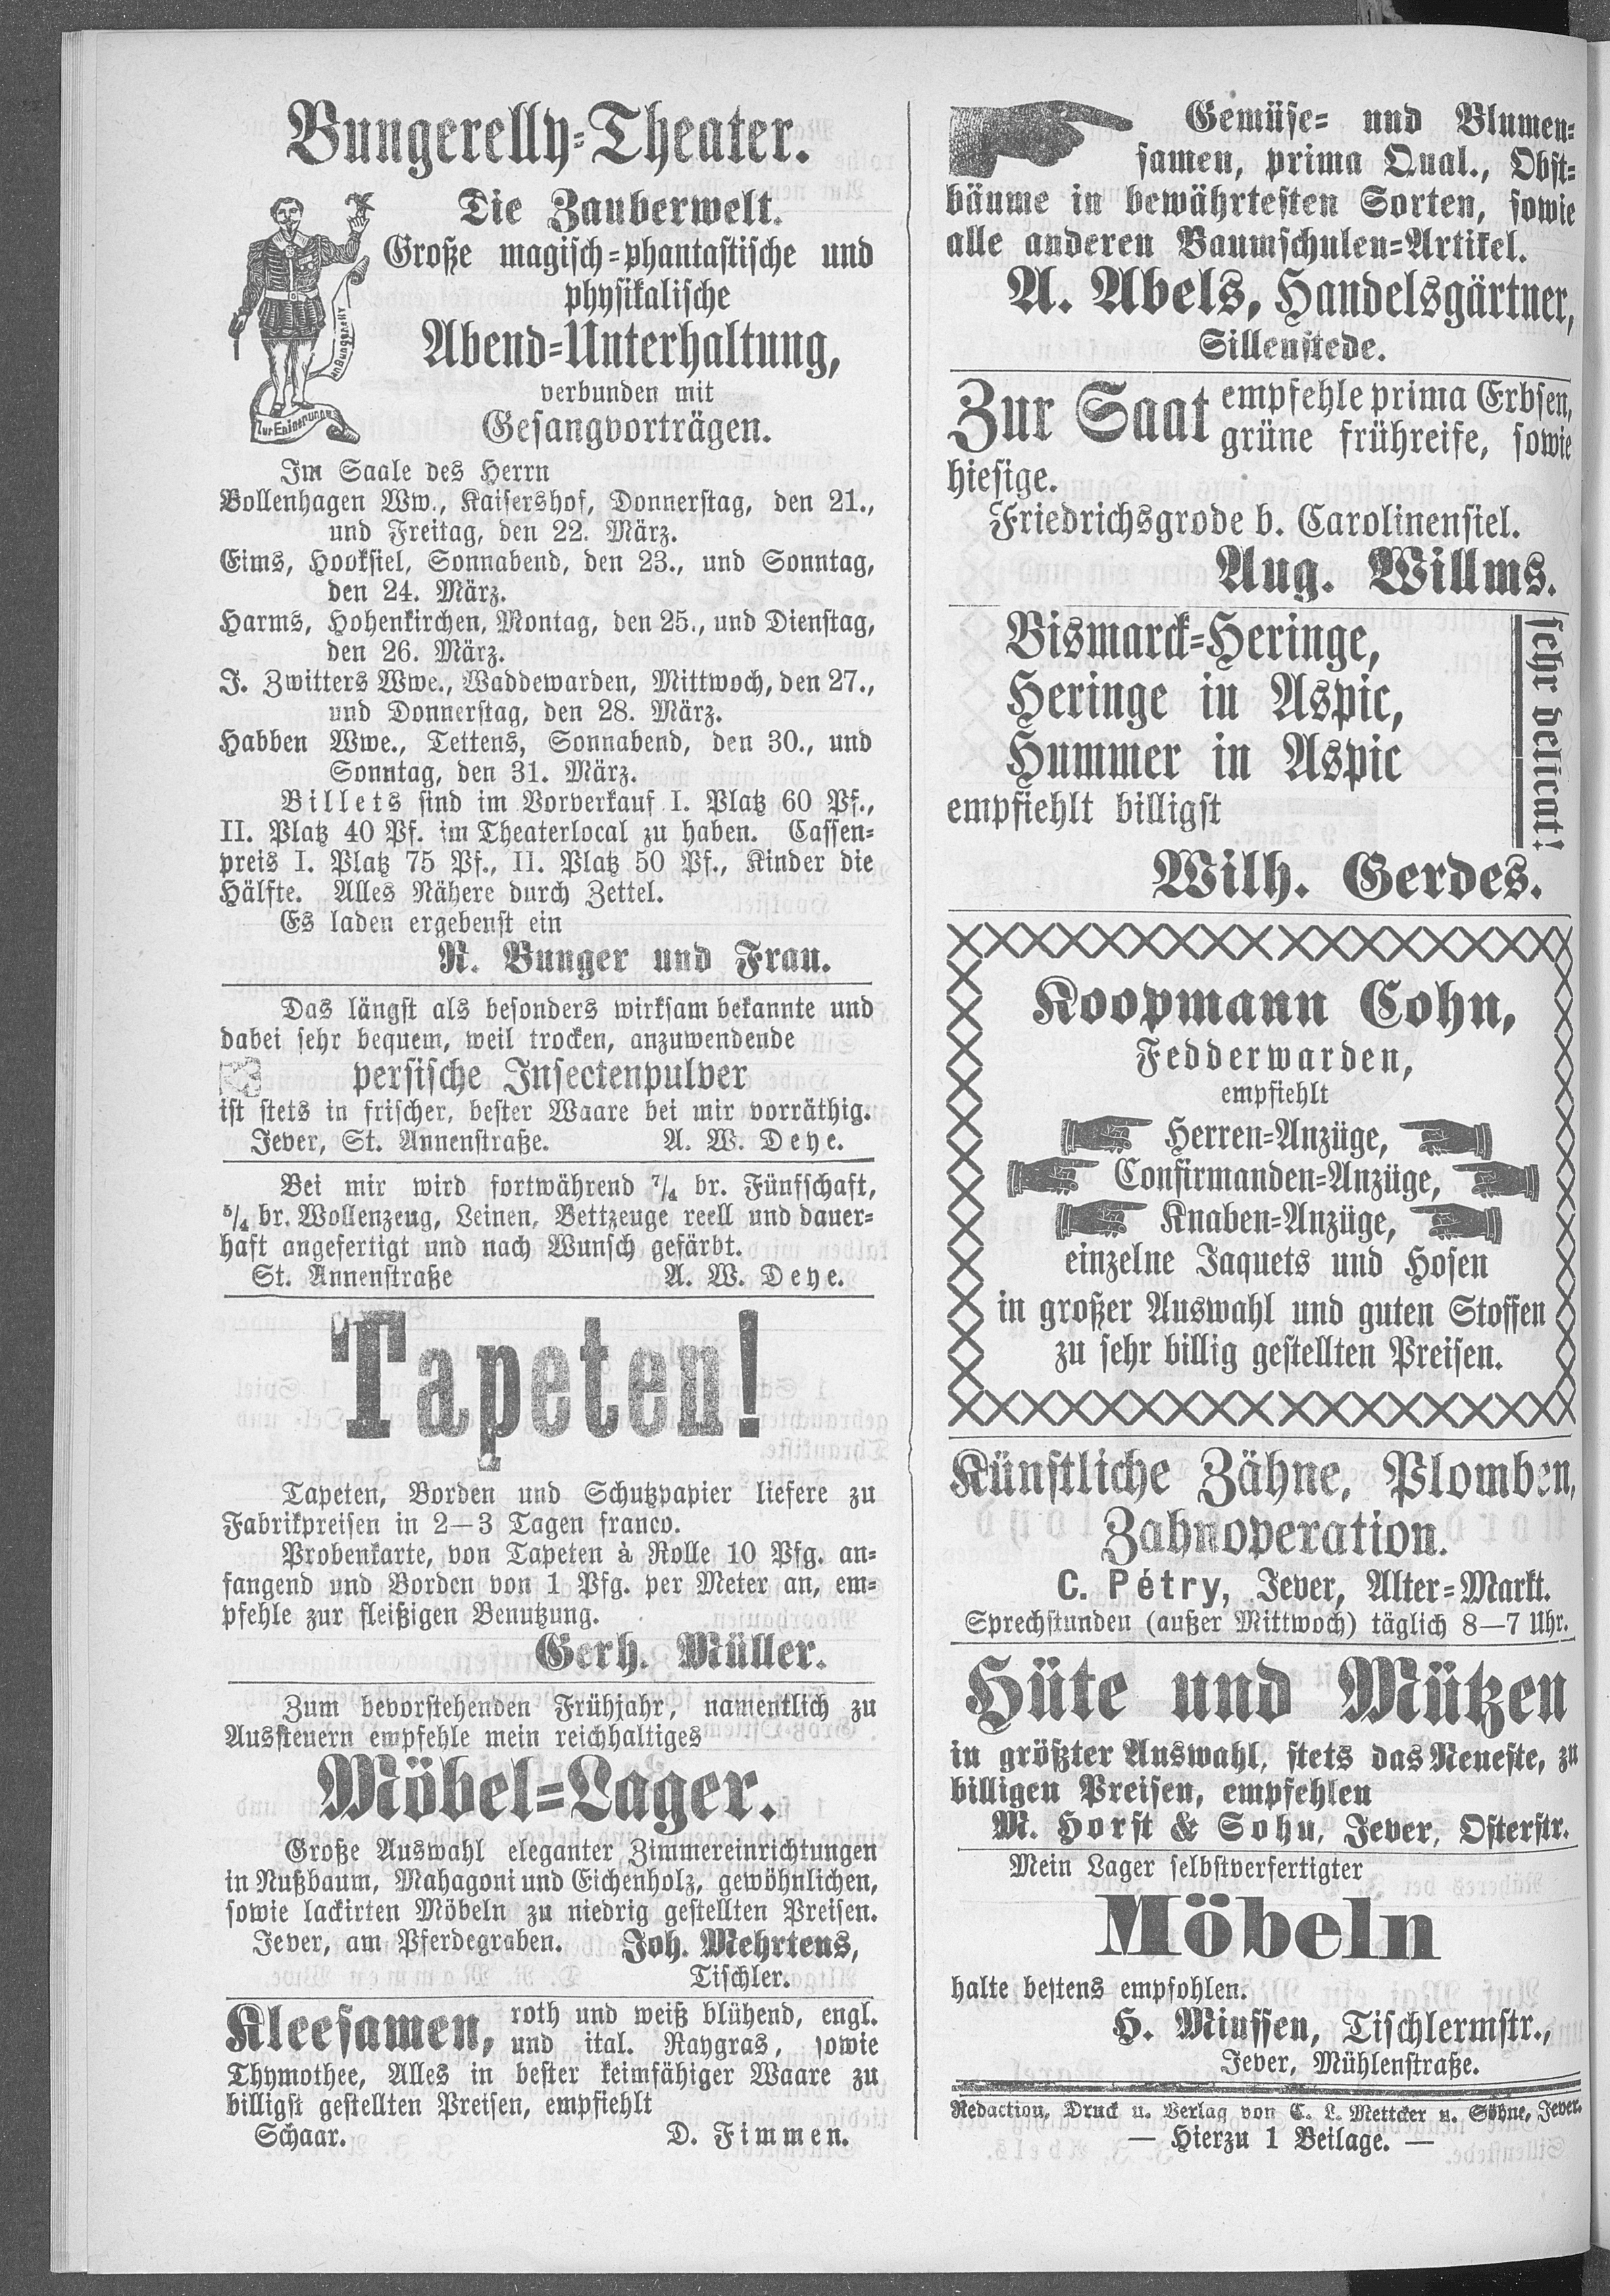 Bungerelly-Theater.
Die Zauberwelt.
Große magisch-phantastische und
physikalische
Abend-Unterhaltung,
verbunden mit
Gesangvorträgen.
Zur Erinerung an
Im Saale des Herrn
Bollenhagen Ww., Kaisershof, Donnerstag, den 21.,
und Freitag, den 22. März.
Eims, Hooksiel, Sonnabend, den 23., und Sonntag,
den 24. März.
Harms, Hohenkirchen, Montag, den 25., und Dienstag,
den 26. März.
J. Zwitters Wwe., Waddewarden, Mittwoch, den 27.,
und Donnerstag, den 28. März.
Habben Wwe., Tettens, Sonnabend, den 30., und
Sonntag, den 31. März.
Billets sind im Vorverkauf I. Platz 60 Pf.,
II. Platz 40 Pf. im Theaterlocal zu haben. Cassen-
preis I. Platz 75 Pf., II. Platz 50 Pf., Kinder die
Hälfte. Alles Nähere durch Zettel.
Es laden ergebenst ein
R. Bunger und Frau.
Das längst als besonders wirksam bekannte und
dabei sehr bequem, weil trocken, anzuwendende
persische Insectenpulver
ist stets in frischer, bester Waare bei mir vorräthig.
Jever, St. Annenstraße. A. W. Deye.
Bei mir wird fortwährend 7/4 br. Fünfschaft,
5/4 br. Wollenzeug, Leinen, Bettzeuge reell und dauer-
haft angefertigt und nach Wunsch gefärbt.
St. Annenstraße A. W. Deye.
Tapeten!
Tapeten, Borden und Schutzpapier liefere zu
Fabrikpreisen in 2—3 Tagen franco.
Probenkarte, von Tapeten à Rolle 10 Pfg. an-
fangend und Borden von 1 Pfg. per Meter an, em-
pfehle zur fleißigen Benutzung.
Gerh. Müller.
Zum bevorstehenden Frühjahr, namentlich zu
Aussteuern empfehle mein reichhaltiges
Möbel-Lager.
Große Auswahl eleganter Zimmereinrichtungen
in Nußbaum, Mahagoni und Eichenholz, gewöhnlichen,
sowie lackirten Möbeln zu niedrig gestellten Preisen.
Jever, am Pferdegraben. Joh. Mehrtens,
Tischler.
Kleesamen, roth und weiß blühend, engl.
und ital. Raygras, sowie
Thymothee, Alles in bester keimfähiger Waare zu
billigst gestellten Preisen, empfiehlt
Schaar. D. Fimmen.
Gemüse- und Blumen-
samen, prima Qual., Obst-
bäume in bewährtesten Sorten, sowie
alle anderen Baumschulen-Artikel.
A. Abels, Handelsgärtner,
Sillenstede.
Zur Saat empfehle prima Erbsen,
grüne frühreife, sowie
hiesige.
Friedrichsgrode b. Carolinensiel.
Aug. Willms.
Bismarck-Heringe,
Heringe in Aspic,
Hummer in Aspic
sehr delicat!
empfiehlt billigst
Wilh. Gerdes.
Koopmann Cohn,
Fedderwarden,
empfiehlt
Herren-Anzüge,
Confirmanden-Anzüge,
Knaben-Anzüge,
einzelne Jaquets und Hosen
in großer Auswahl und guten Stoffen
zu sehr billig gestellten Preisen.
Künstliche Zähne, Plomben,
Zahnoperation.
C. Pétry, Jever, Alter-Markt.
Sprechstunden (außer Mittwoch) täglich 8—7 Uhr.
Hüte und Mützen
in größter Auswahl, stets das Neueste, zu
billigen Preisen, empfehlen
M. Horst & Sohn, Jever, Osterstr.
Mein Lager selbstverfertigter
Möbeln
halte bestens empfohlen.
H. Minssen, Tischlermstr.,
Jever, Mühlenstraße.
Redaction, Druck u. Verlag von C. L. Mettcker u. Söhne, Jever.
— Hierzu 1 Beilage. —